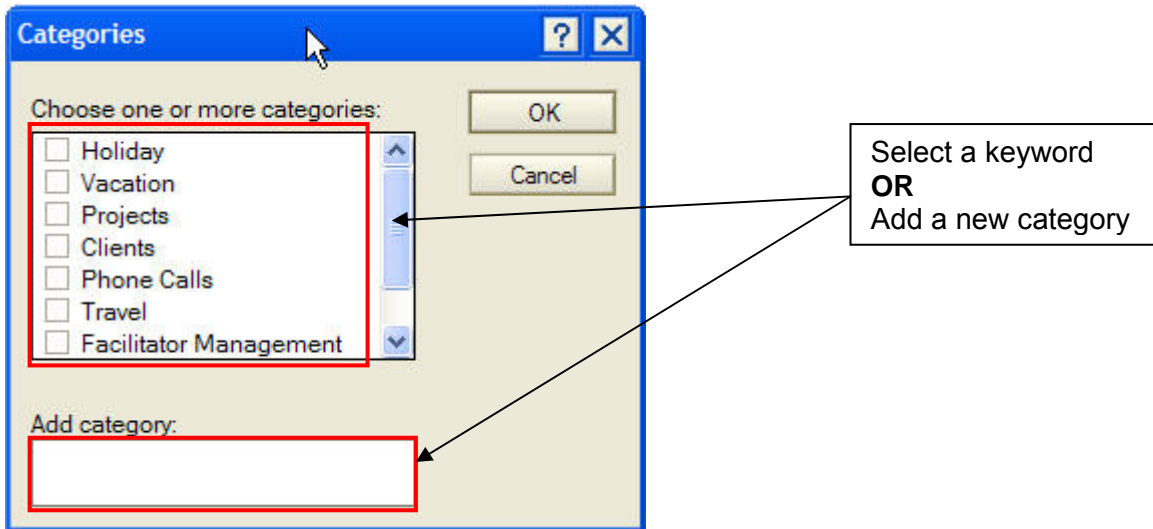 Categories
Choose one or more categories:
OK
Holiday
Vacation
Cancel
Projects
Clients
Phone Calls
Travel
Facilitator Management
Add category:
Select a keyword
OR
Add a new category